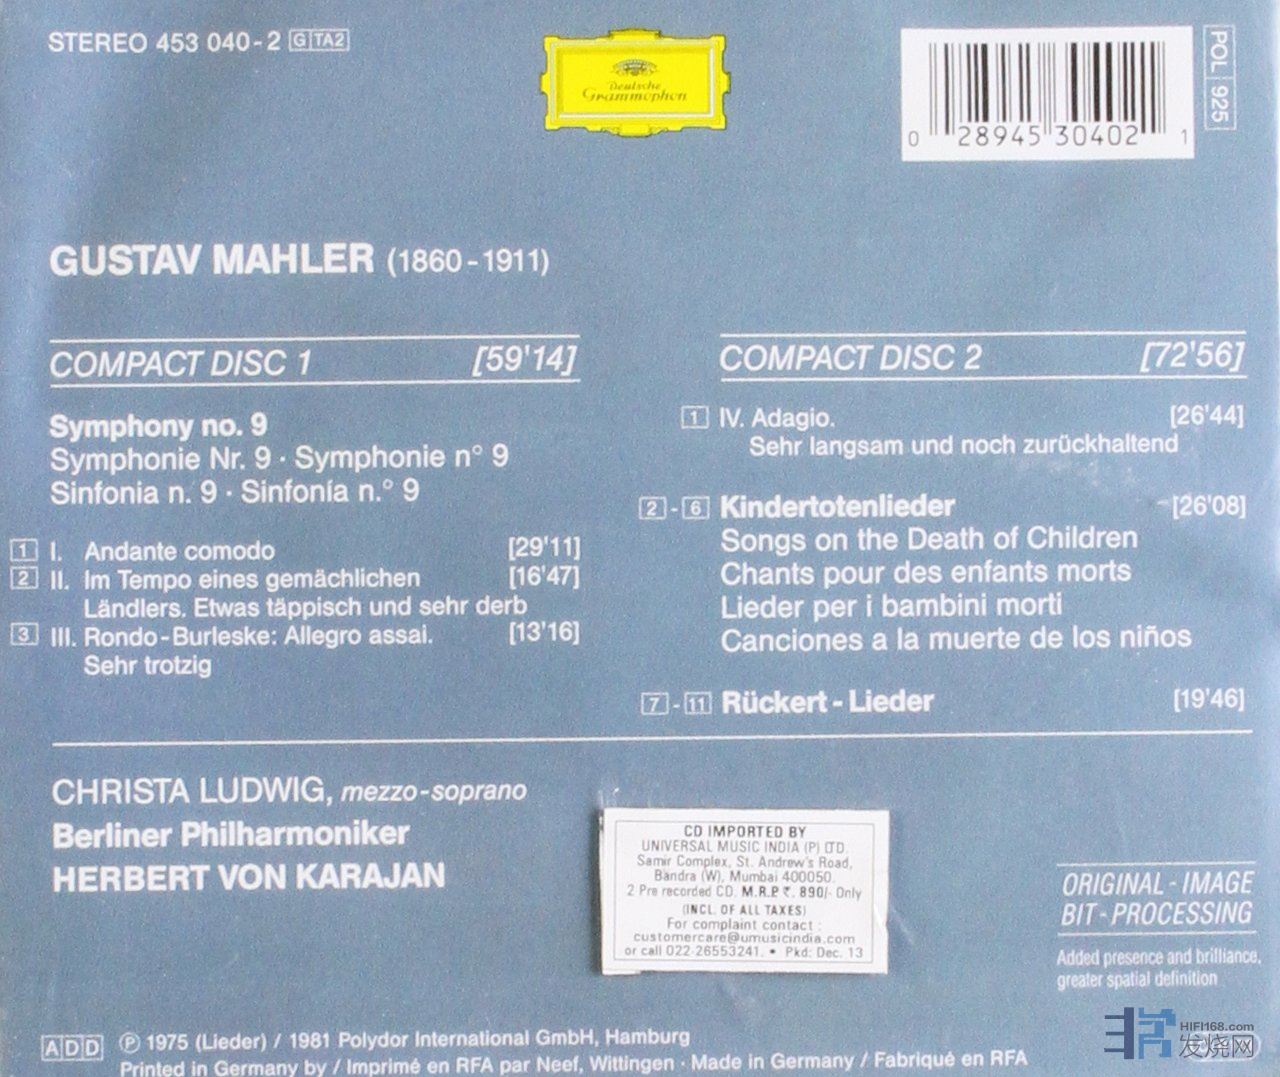 STEREO 453 040-2 G TA2
Deutsche
Grammophon
0 28945 30402 1
POL 925
GUSTAV MAHLER (1860-1911)
COMPACT DISC 1 [59'14]
Symphony no. 9
Symphonie Nr. 9 · Symphonie n° 9
Sinfonia n. 9 · Sinfonía n.° 9
1 I. Andante comodo [29'11]
2 II. Im Tempo eines gemächlichen [16'47]
Ländlers. Etwas täppisch und sehr derb
3 III. Rondo-Burleske: Allegro assai. [13'16]
Sehr trotzig
COMPACT DISC 2 [72'56]
1 IV. Adagio. [26'44]
Sehr langsam und noch zurückhaltend
2 - 6 Kindertotenlieder [26'08]
Songs on the Death of Children
Chants pour des enfants morts
Lieder per i bambini morti
Canciones a la muerte de los niños
7 - 11 Rückert-Lieder [19'46]
CHRISTA LUDWIG, mezzo-soprano
Berliner Philharmoniker
HERBERT VON KARAJAN
CD IMPORTED BY
UNIVERSAL MUSIC INDIA (P) LTD.
Samir Complex, St. Andrew's Road,
Bandra (W), Mumbai 400050.
2 Pre recorded CD. M.R.P ₹. 890/- Only
(INCL. OF ALL TAXES)
For complaint contact :
customercare@umusicindia.com
or call 022-26553241. • Pkd: Dec. 13
ORIGINAL-IMAGE
BIT-PROCESSING
Added presence and brilliance,
greater spatial definition
ADD ℗ 1975 (Lieder) / 1981 Polydor International GmbH, Hamburg
Printed in Germany by / Imprimé en RFA par Neef, Wittingen · Made in Germany / Fabriqué en RFA
HIFI168.com
发烧网